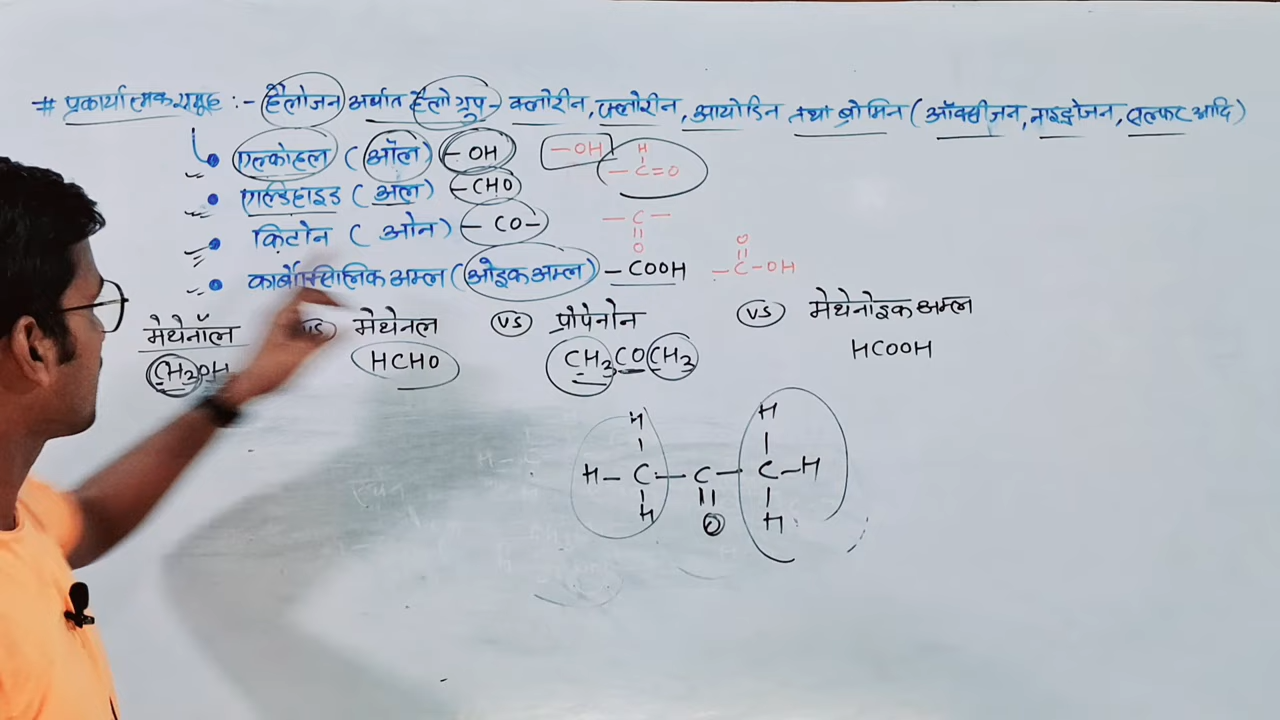 # प्रकार्यात्मक समूह :- हैलोजन अर्थात हैलो ग्रुप - क्लोरीन, फ्लोरीन, आयोडिन तथा ब्रोमिन ( ऑक्सीजन, नाइट्रोजन, सल्फर आदि )
• एल्कोहल ( ऑल ) - OH - OH
H
- C = O
• एल्डिहाइड ( अल ) - CHO
• किटोन ( ओन ) - CO -
- C -
||
O
• कार्बोक्सिलिक अम्ल ( ओइक अम्ल ) - COOH
O
||
- C - OH
मेथेनॉल vs मेथेनल vs प्रोपेनोन vs मेथेनोइक अम्ल
CH3OH HCHO CH3COCH3 HCOOH
H H
| |
H - C - C - C - H
| || |
H O H